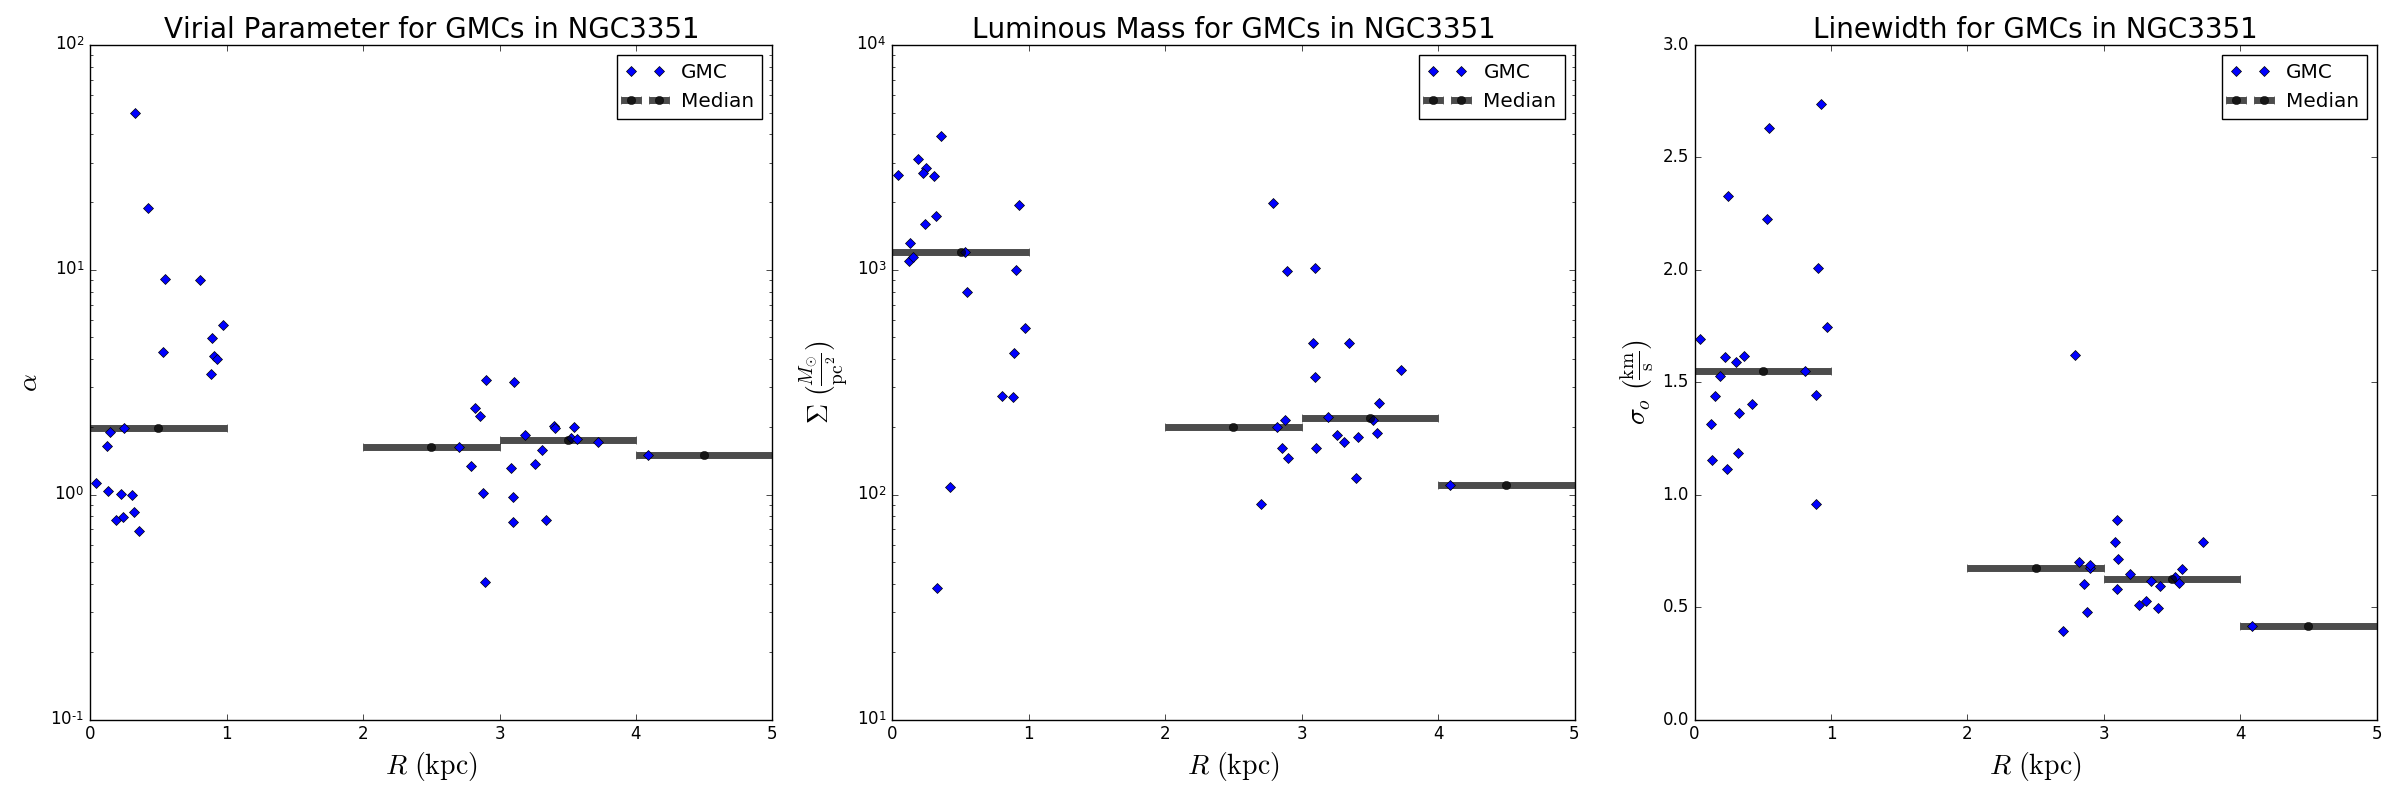 Virial Parameter for GMCs in NGC3351
10²
10¹
10⁰
10⁻¹
α
GMC
Median
0 1 2 3 4 5
R (kpc)
Luminous Mass for GMCs in NGC3351
10⁴
10³
10²
10¹
Σ (M⊙/pc²)
GMC
Median
0 1 2 3 4 5
R (kpc)
Linewidth for GMCs in NGC3351
3.0
2.5
2.0
1.5
1.0
0.5
0.0
σₒ (km/s)
GMC
Median
0 1 2 3 4 5
R (kpc)